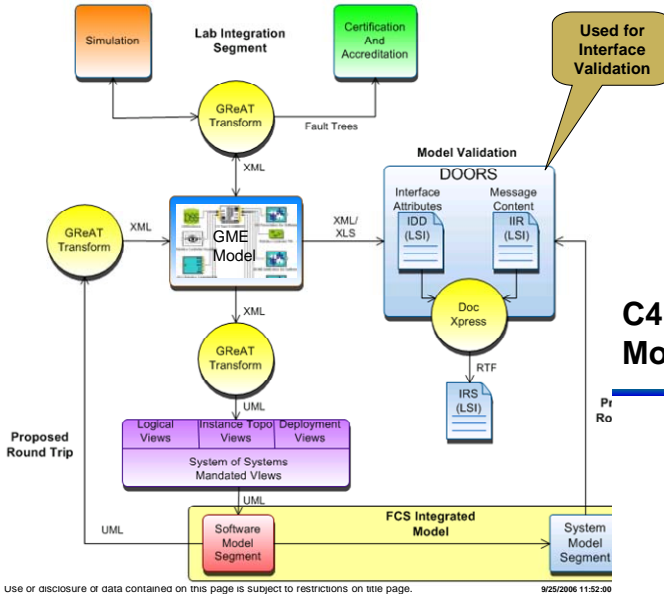 Simulation
Lab Integration
Segment
Certification
And
Accreditation
Used for
Interface
Validation
GReAT
Transform
Fault Trees
XML
Model Validation
DOORS
Interface
Attributes
Message
Content
IDD
(LSI)
IIR
(LSI)
GReAT
Transform
XML
GME
Model
XML/
XLS
Doc
Xpress
XML
GReAT
Transform
RTF
IRS
(LSI)
C4
Mo
UML
Logical
Views
Instance Topo
Views
Deployment
Views
System of Systems
Mandated Views
Proposed
Round Trip
Pr
Ro
UML
UML
FCS Integrated
Model
Software
Model
Segment
System
Model
Segment
Use or disclosure of data contained on this page is subject to restrictions on title page.
9/25/2006 11:52:00